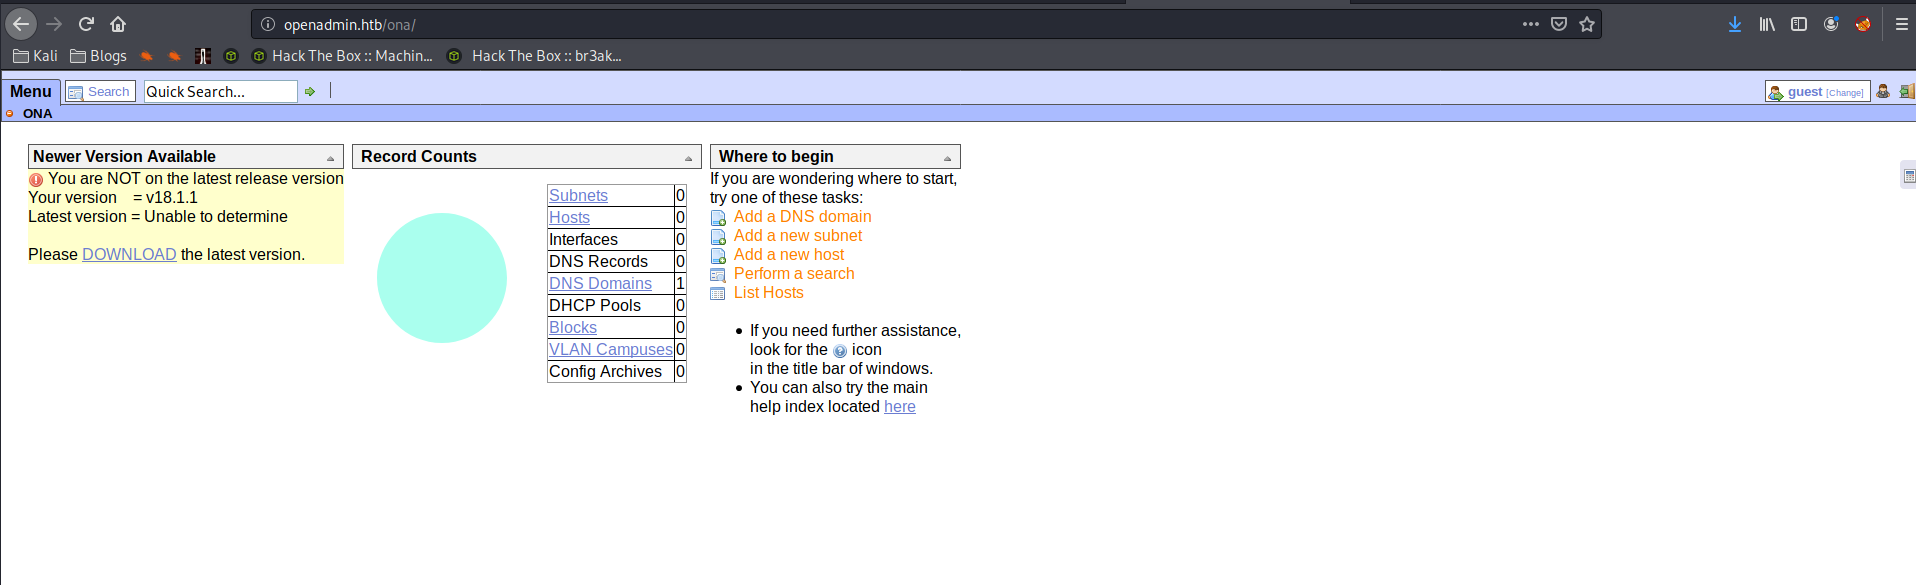 openadmin.htb/ona/
Kali Blogs Hack The Box :: Machin... Hack The Box :: br3ak...
Menu Search Quick Search... guest [Change]
ONA
Newer Version Available
You are NOT on the latest release version
Your version = v18.1.1
Latest version = Unable to determine
Please DOWNLOAD the latest version.
Record Counts
Subnets 0
Hosts 0
Interfaces 0
DNS Records 0
DNS Domains 1
DHCP Pools 0
Blocks 0
VLAN Campuses 0
Config Archives 0
Where to begin
If you are wondering where to start,
try one of these tasks:
Add a DNS domain
Add a new subnet
Add a new host
Perform a search
List Hosts
If you need further assistance,
look for the ? icon
in the title bar of windows.
You can also try the main
help index located here